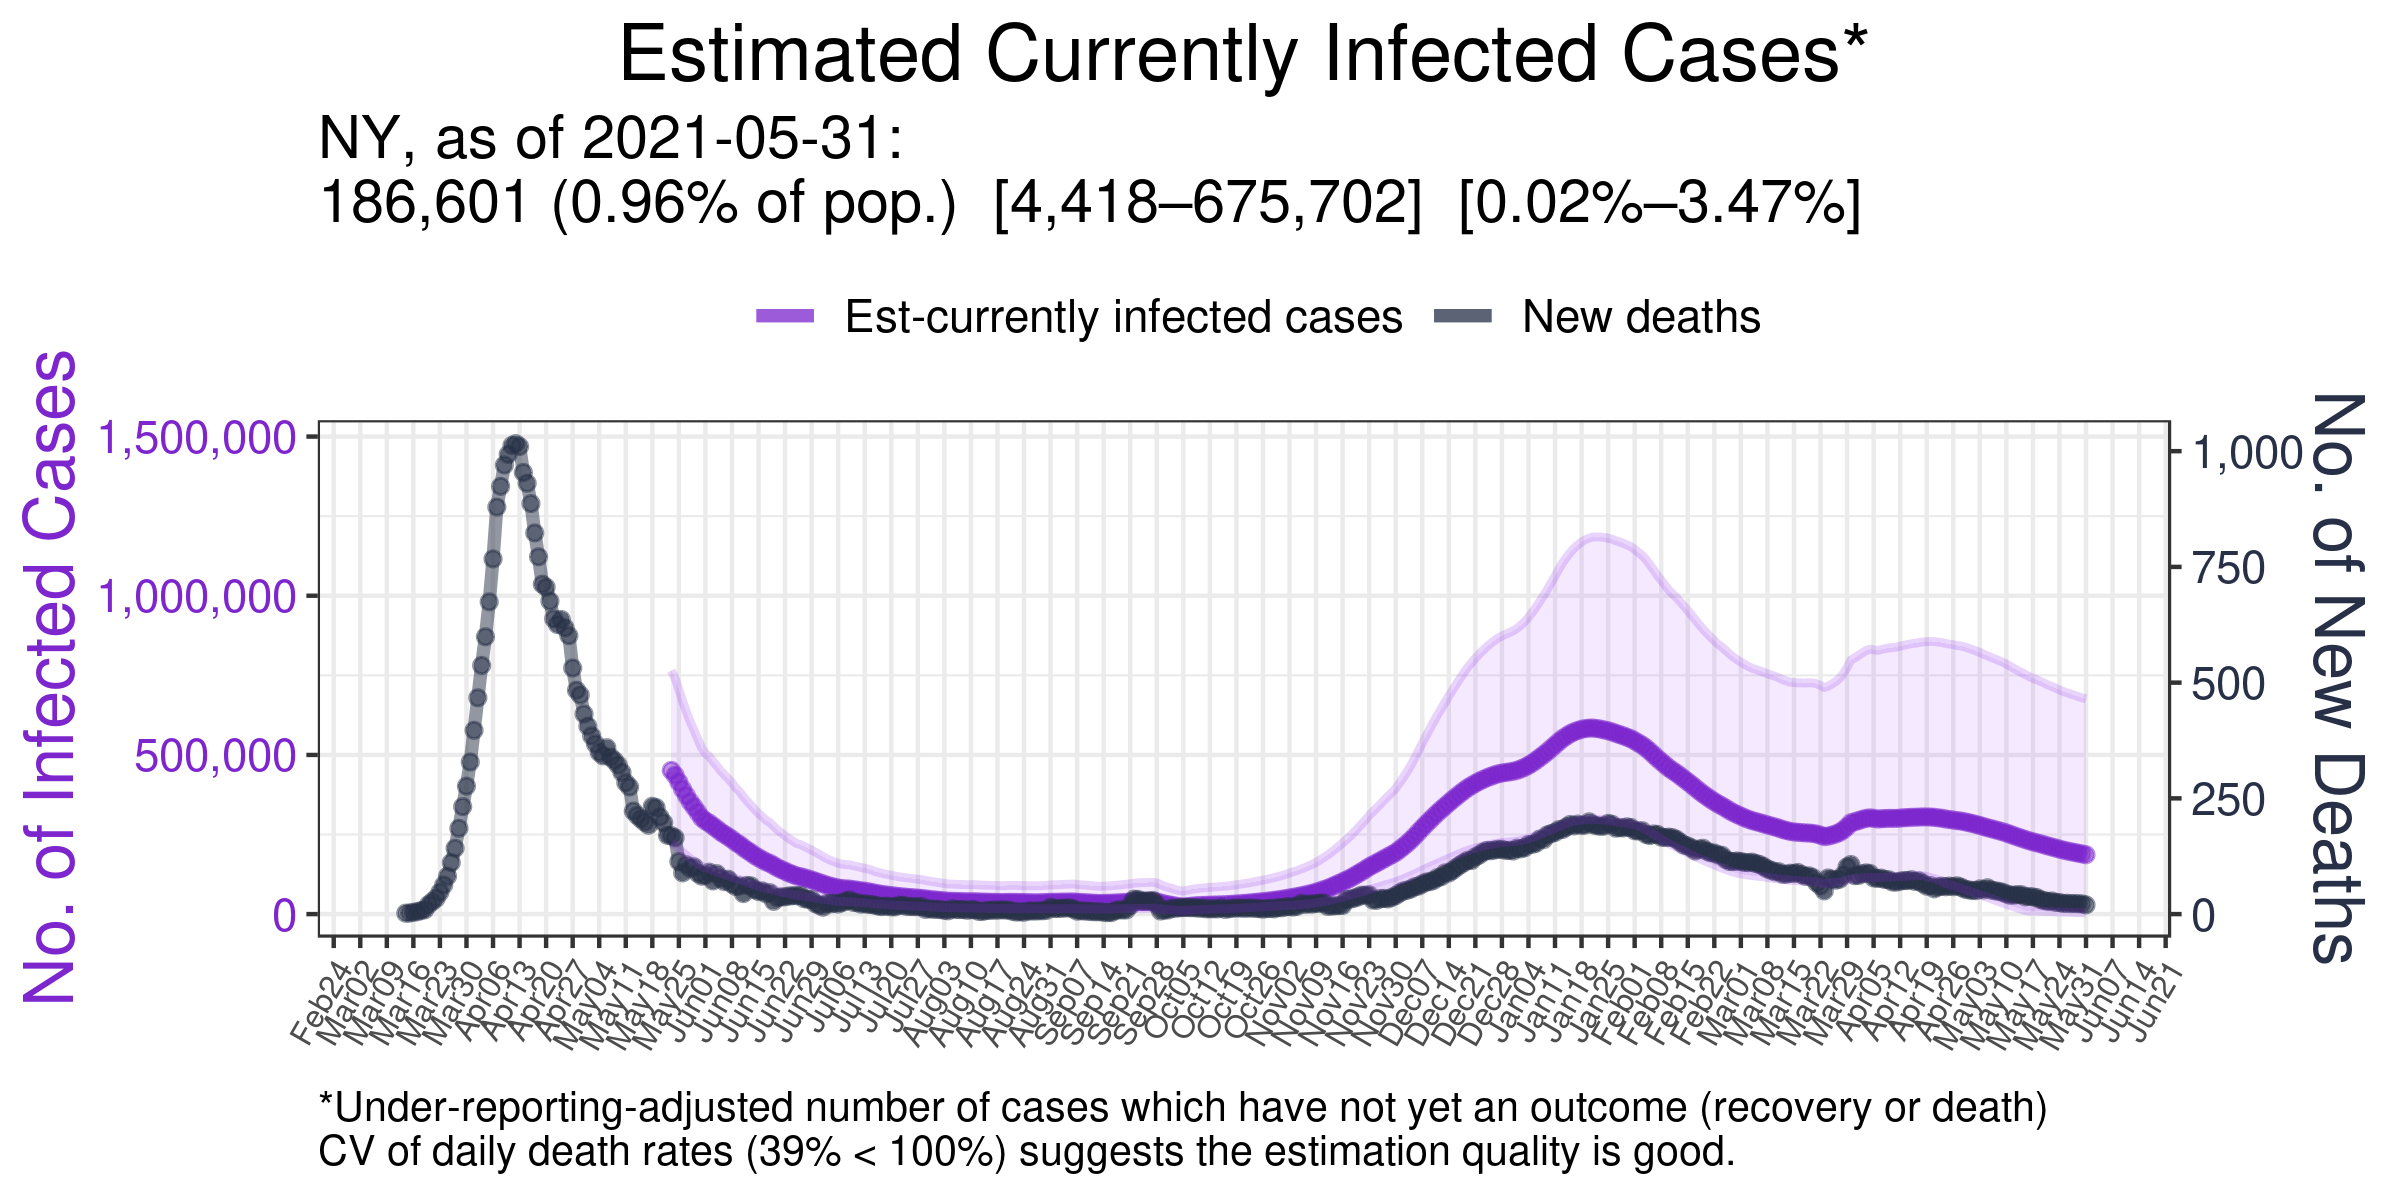 Estimated Currently Infected Cases*
NY, as of 2021-05-31:
186,601 (0.96% of pop.)  [4,418–675,702]  [0.02%–3.47%]
Est-currently infected cases
New deaths
No. of Infected Cases
1,500,000
1,000,000
500,000
0
No. of New Deaths
1,000
750
500
250
0
Feb24
Mar02
Mar09
Mar16
Mar23
Mar30
Apr06
Apr13
Apr20
Apr27
May04
May11
May18
May25
Jun01
Jun08
Jun15
Jun22
Jun29
Jul06
Jul13
Jul20
Jul27
Aug03
Aug10
Aug17
Aug24
Aug31
Sep07
Sep14
Sep21
Sep28
Oct05
Oct12
Oct19
Oct26
Nov02
Nov09
Nov16
Nov23
Nov30
Dec07
Dec14
Dec21
Dec28
Jan04
Jan11
Jan18
Jan25
Feb01
Feb08
Feb15
Feb22
Mar01
Mar08
Mar15
Mar22
Mar29
Apr05
Apr12
Apr19
Apr26
May03
May10
May17
May24
May31
Jun07
Jun14
Jun21
*Under-reporting-adjusted number of cases which have not yet an outcome (recovery or death)
CV of daily death rates (39% < 100%) suggests the estimation quality is good.